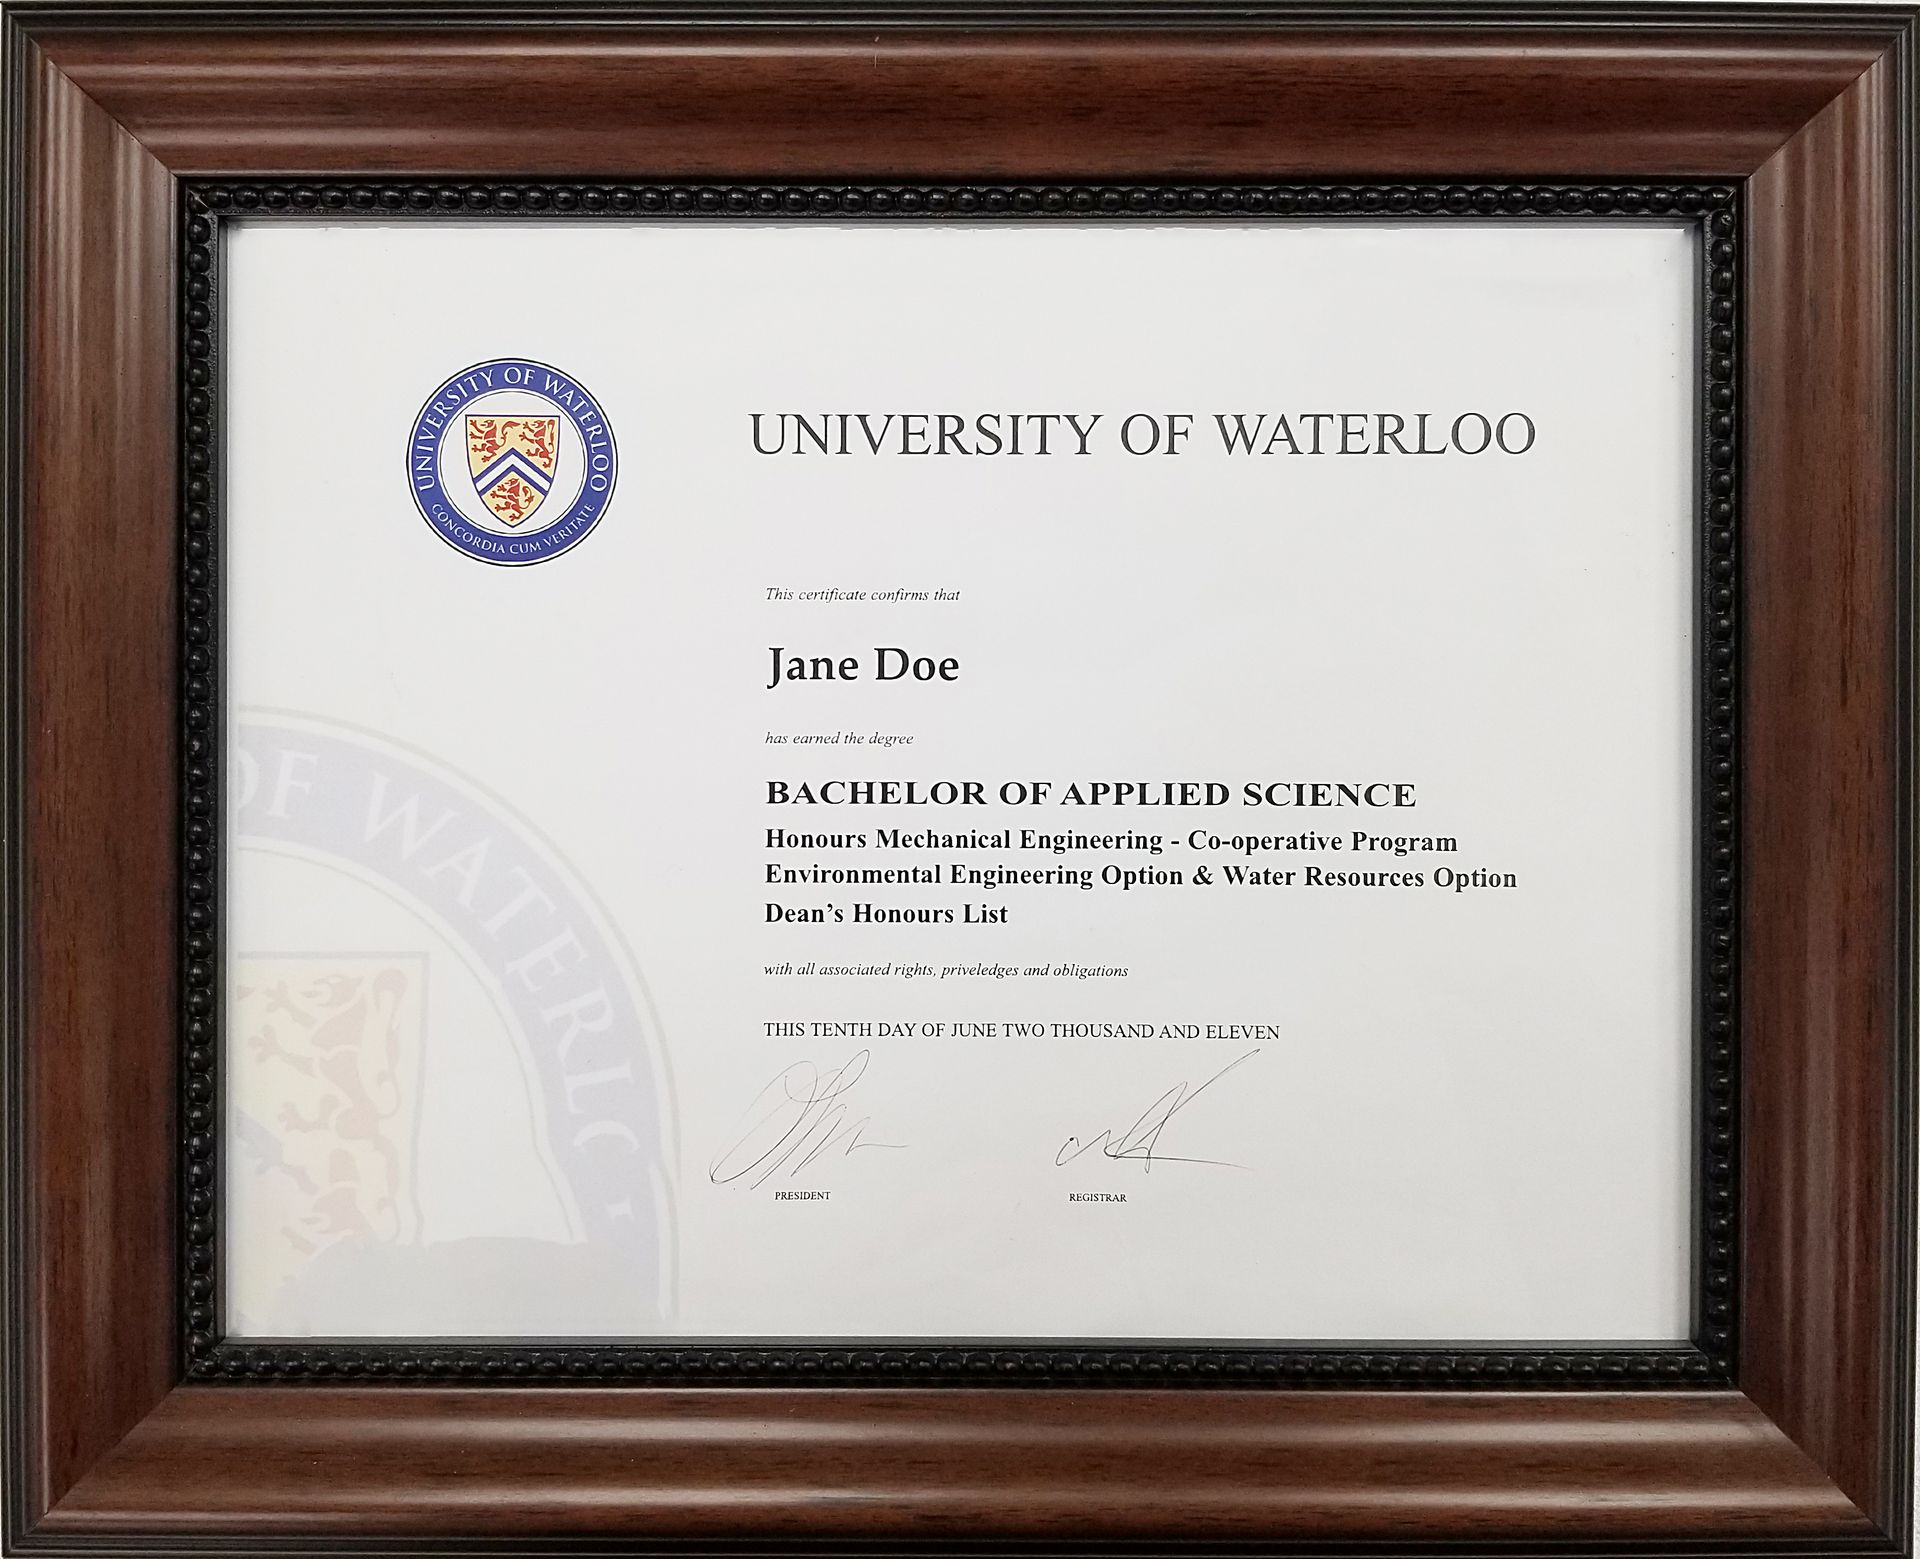 UNIVERSITY OF WATERLOO
CONCORDIA CUM VERITATE
UNIVERSITY OF WATERLOO
This certificate confirms that
Jane Doe
has earned the degree
BACHELOR OF APPLIED SCIENCE
Honours Mechanical Engineering - Co-operative Program
Environmental Engineering Option & Water Resources Option
Dean's Honours List
with all associated rights, priveledges and obligations
THIS TENTH DAY OF JUNE TWO THOUSAND AND ELEVEN
PRESIDENT
REGISTRAR
OF WATERLO